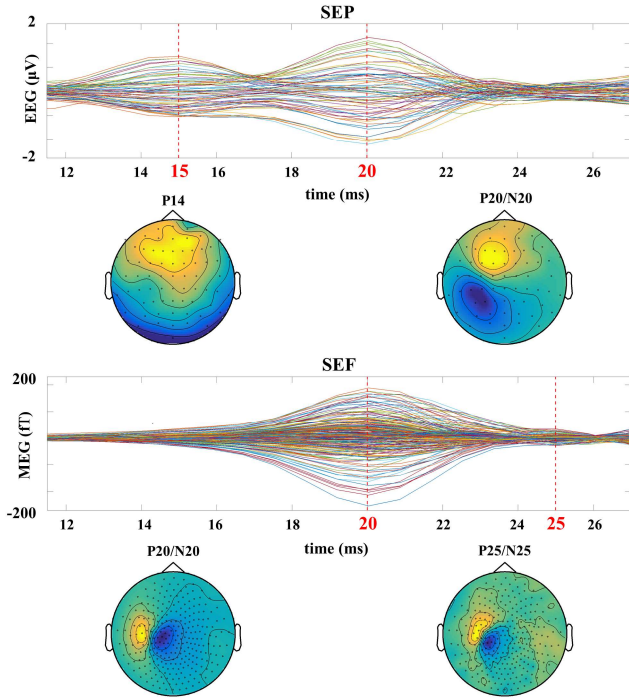 SEP
2
EEG (μV)
-2
12 14 16 18 20 22 24 26
15 20
time (ms)
P14 P20/N20
SEF
200
MEG (fT)
-200
12 14 16 18 20 22 24 25 26
time (ms)
P20/N20 P25/N25